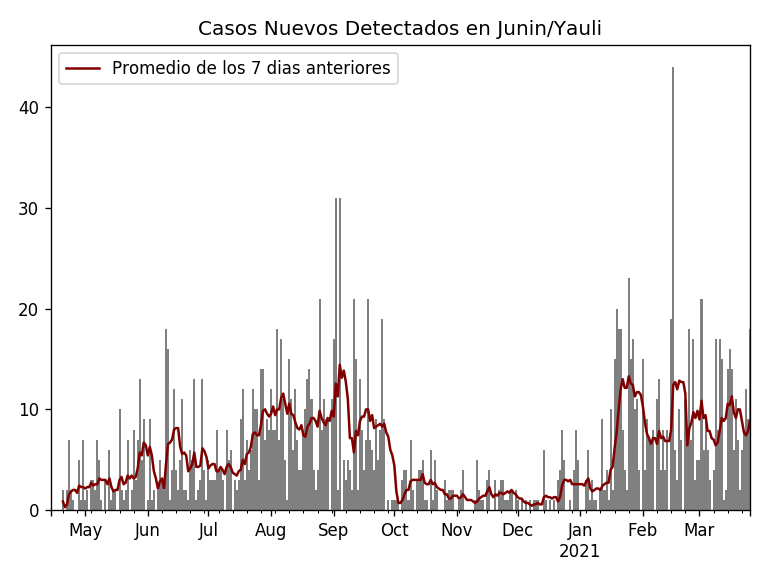 Casos Nuevos Detectados en Junin/Yauli
Promedio de los 7 dias anteriores
40
30
20
10
0
May Jun Jul Aug Sep Oct Nov Dec Jan Feb Mar
2021